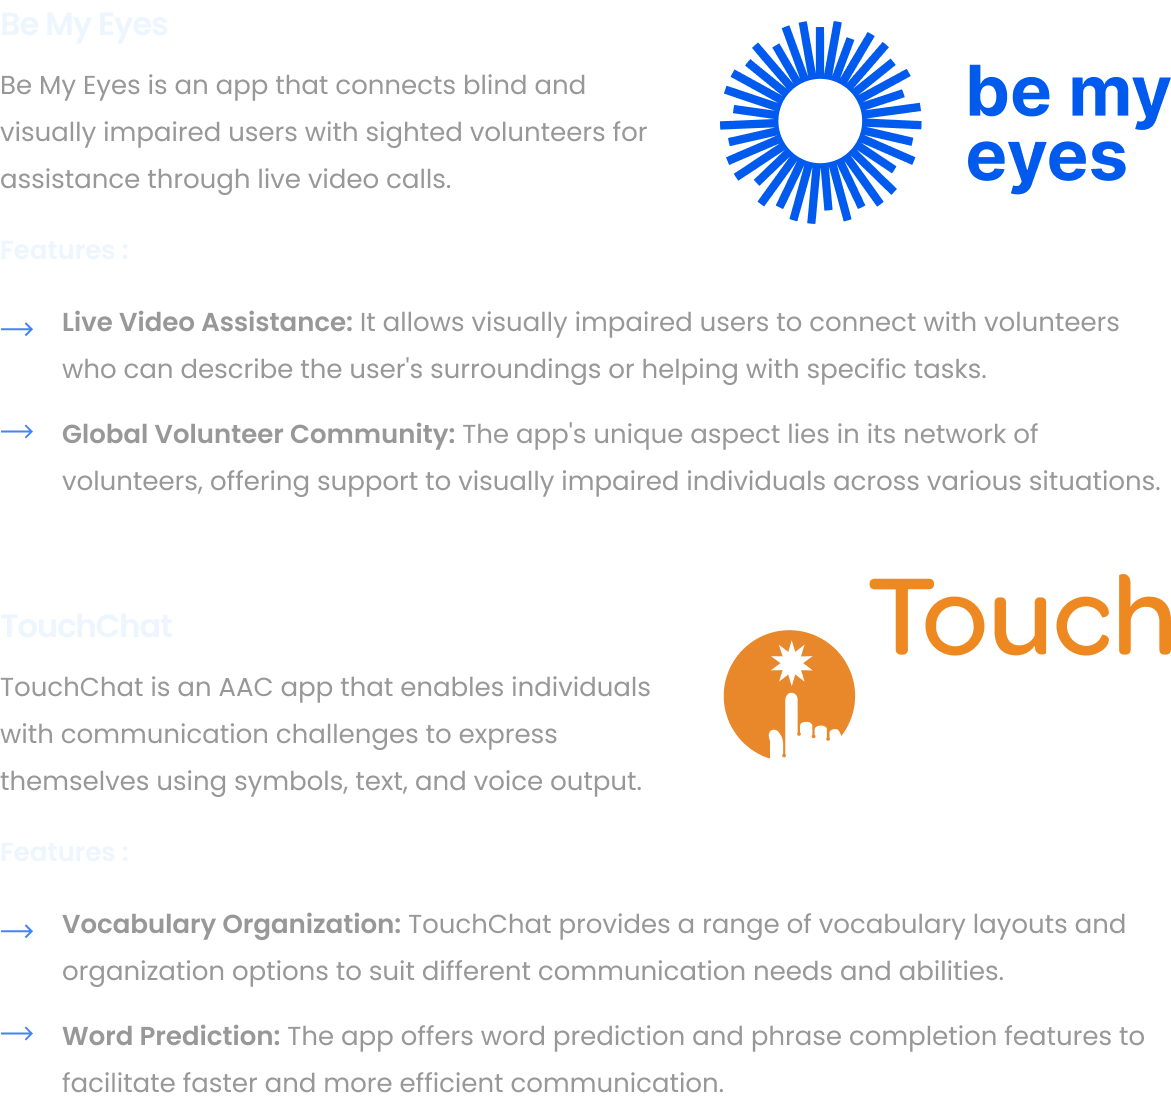 Be My Eyes
Be My Eyes is an app that connects blind and
visually impaired users with sighted volunteers for
assistance through live video calls.
be my
eyes
Features :
Live Video Assistance: It allows visually impaired users to connect with volunteers
who can describe the user's surroundings or helping with specific tasks.
Global Volunteer Community: The app's unique aspect lies in its network of
volunteers, offering support to visually impaired individuals across various situations.
TouchChat
TouchChat is an AAC app that enables individuals
with communication challenges to express
themselves using symbols, text, and voice output.
Touch
Features :
Vocabulary Organization: TouchChat provides a range of vocabulary layouts and
organization options to suit different communication needs and abilities.
Word Prediction: The app offers word prediction and phrase completion features to
facilitate faster and more efficient communication.